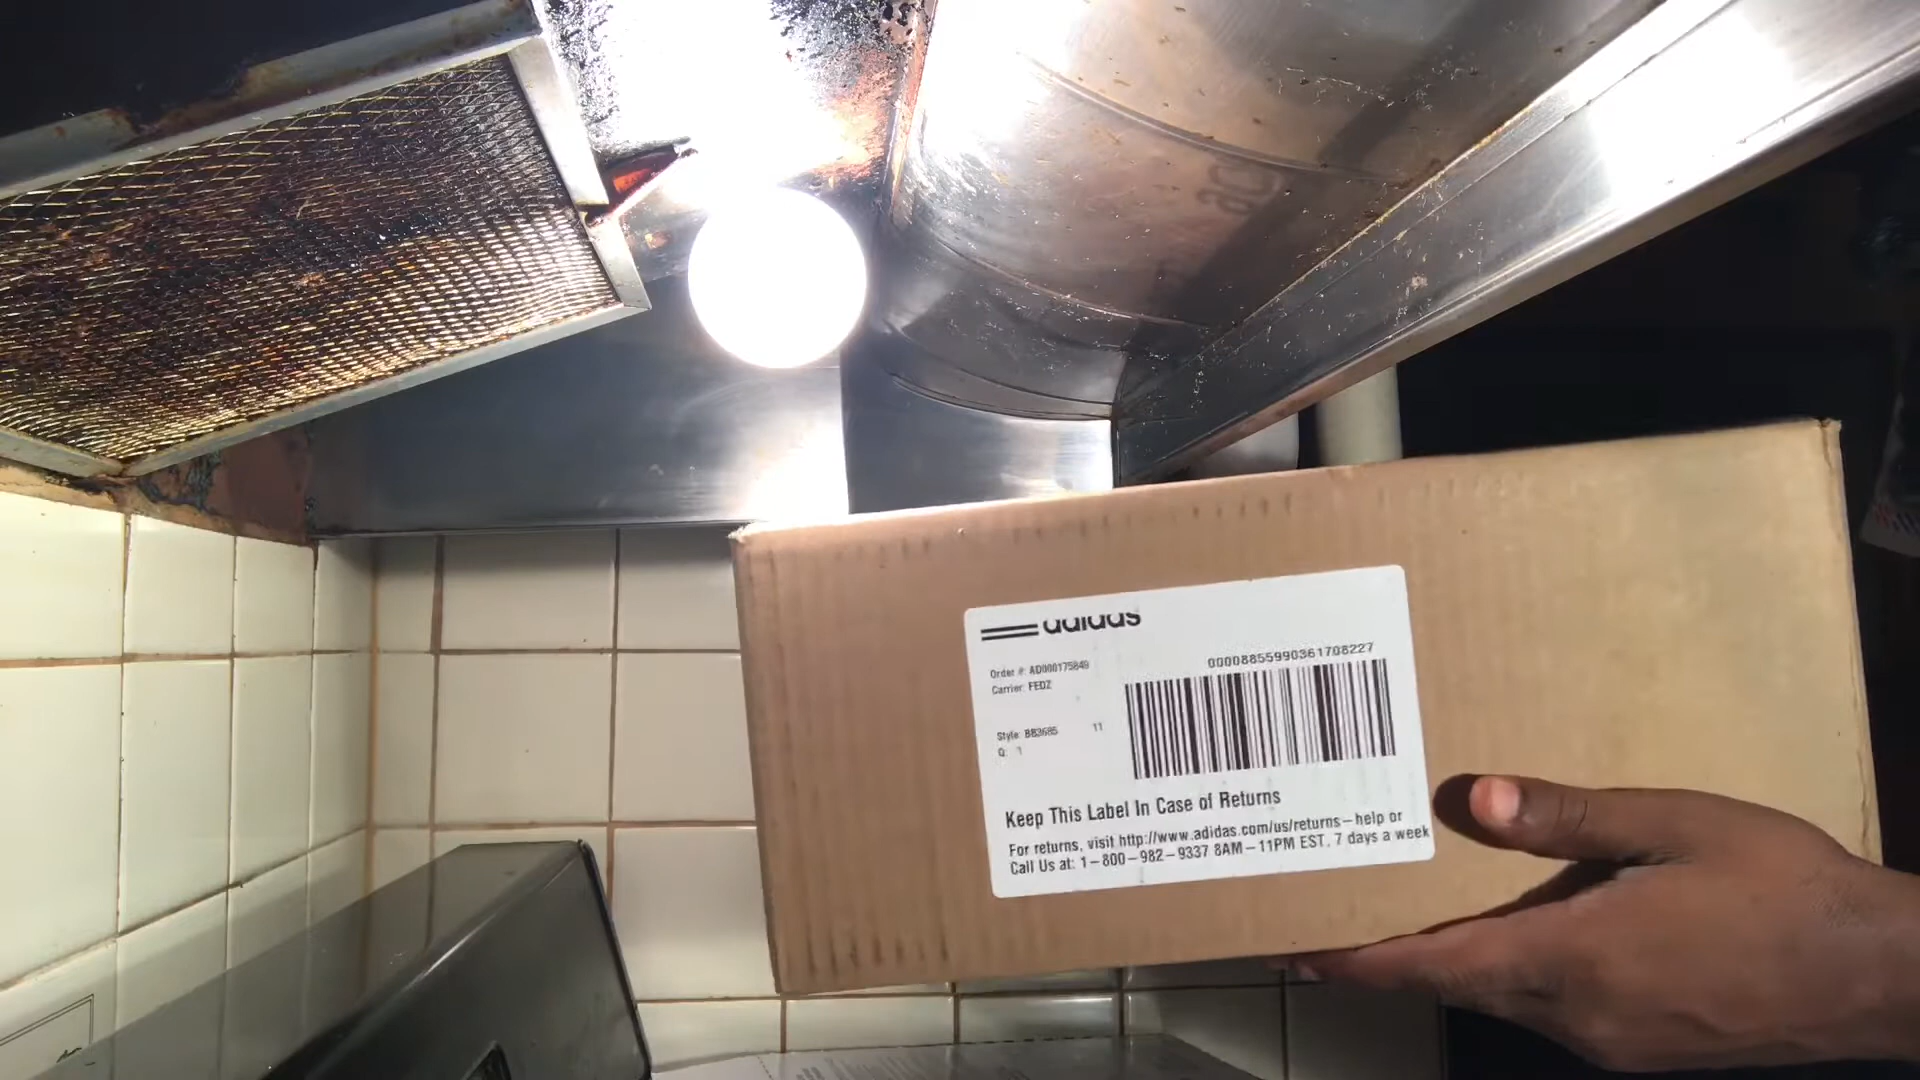 adidas
Order #: AD000175849
Carrier: FEDZ
00008855990361708227
Style: BB3685 11
Q: 1
Keep This Label In Case of Returns
For returns, visit http://www.adidas.com/us/returns-help or
Call Us at: 1-800-982-9337 8AM-11PM EST, 7 days a week